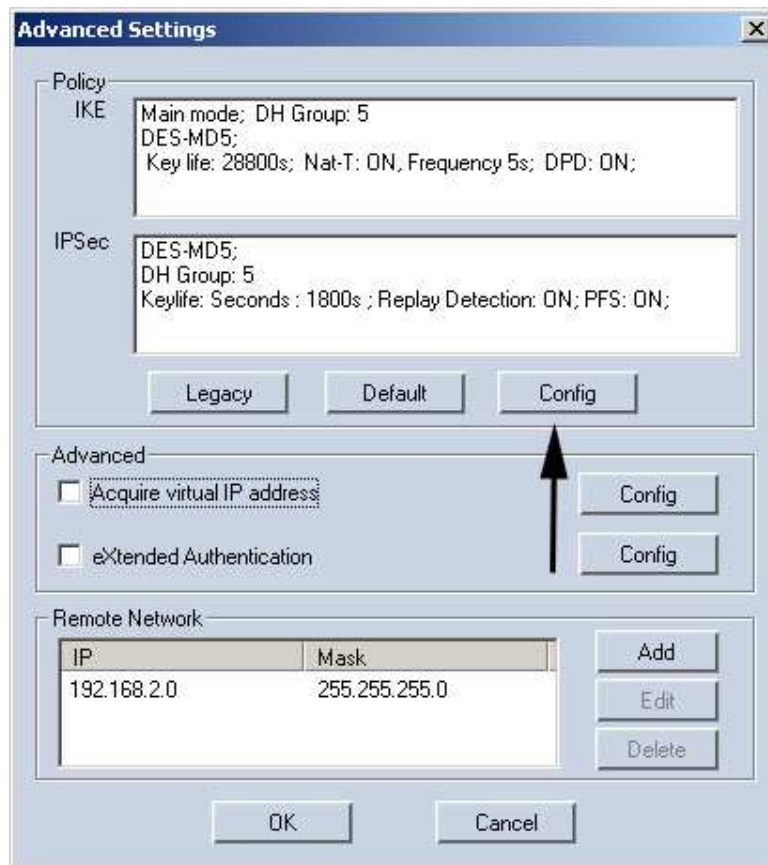 Advanced Settings
Policy
IKE
Main mode; DH Group: 5
DES-MD5;
Key life: 28800s; Nat-T: ON, Frequency 5s; DPD: ON;
IPSec
DES-MD5;
DH Group: 5
Keylife: Seconds : 1800s ; Replay Detection: ON; PFS: ON;
Legacy Default Config
Advanced
Acquire virtual IP address Config
eXtended Authentication Config
Remote Network
IP Mask
192.168.2.0 255.255.255.0
Add
Edit
Delete
OK Cancel